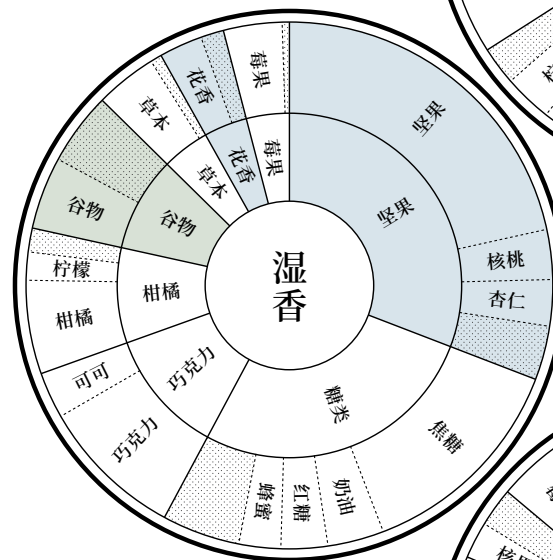 湿
香
坚果
核桃
杏仁
坚果
糖类
焦糖
奶油
红糖
蜂蜜
巧克力
巧克力
可可
柑橘
柑橘
柠檬
谷物
谷物
草本
草本
花香
花香
莓果
莓果